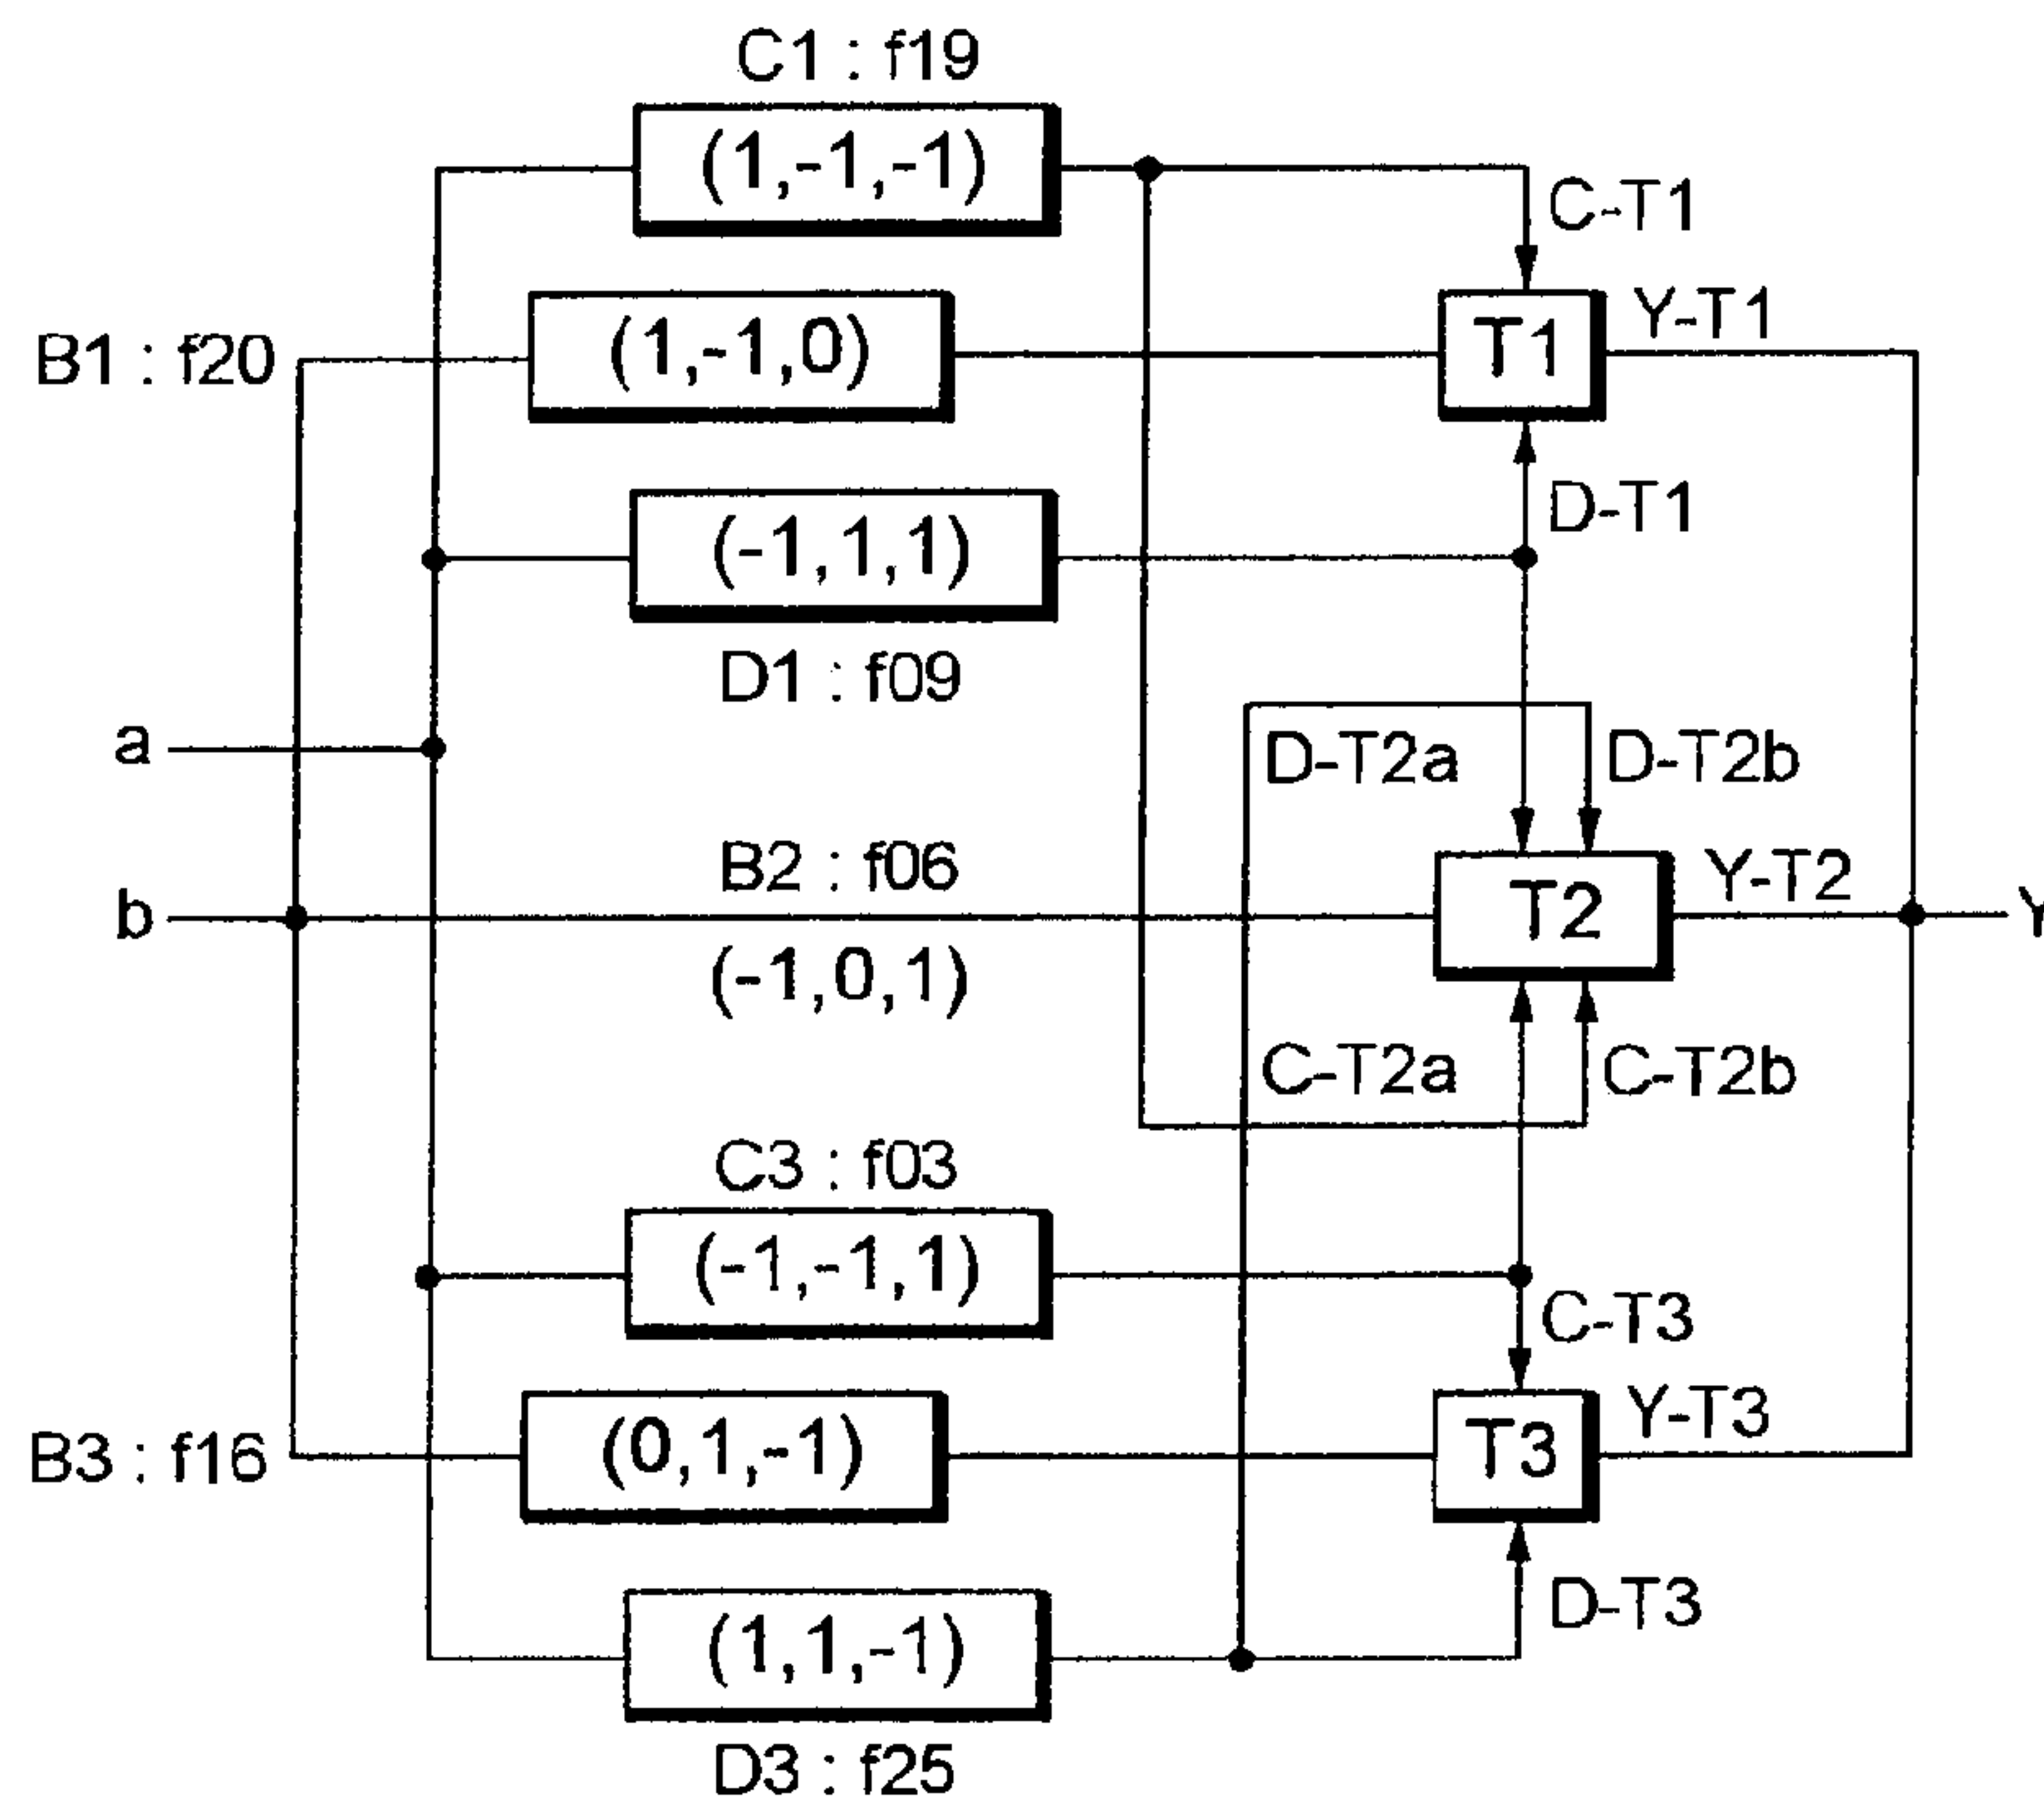 C1 : f19
(1,-1,-1)
C-T1
B1 : f20
(1,-1,0)
T1
Y-T1
(-1,1,1)
D-T1
D1 : f09
a
D-T2a
D-T2b
B2 : f06
b
T2
Y-T2
Y
(-1,0,1)
C-T2a
C-T2b
C3 : f03
(-1,-1,1)
C-T3
B3 : f16
(0,1,-1)
T3
Y-T3
(1,1,-1)
D-T3
D3 : f25